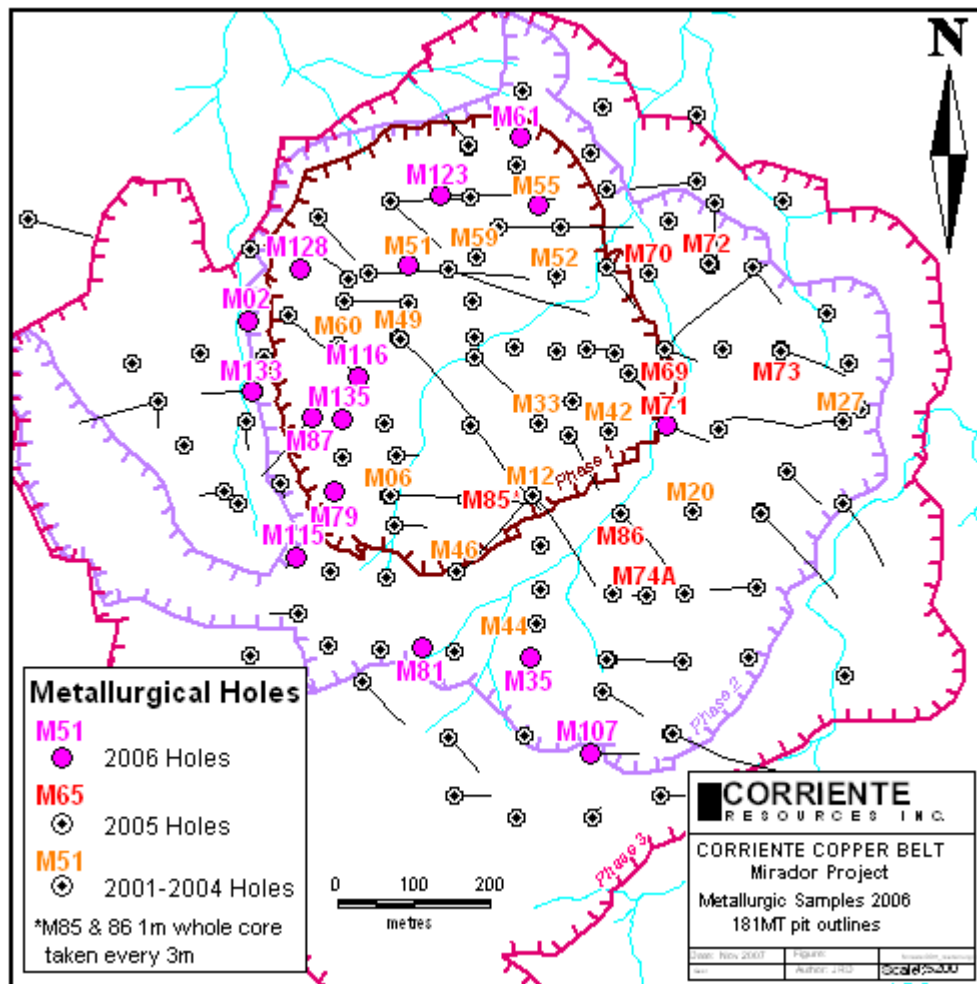 N
M61
M123
M55
M128
M51
M59
M52
M70
M72
M02
M60
M49
M116
M69
M73
M133
M135
M33
M42
M71
M27
M87
M06
M85*
M12
Phase 1
M20
M79
M86
M115
M46
M74A
M44
M81
M35
Phase 2
M107
Phase 3
Metallurgical Holes
M51
2006 Holes
M65
2005 Holes
M51
2001-2004 Holes
*M85 & 86 1m whole core
taken every 3m
0 100 200
metres
CORRIENTE
RESOURCES INC.
CORRIENTE COPPER BELT
Mirador Project
Metallurgic Samples 2006
181MT pit outlines
Date: Nov 2007
Figure:
Author: JRD